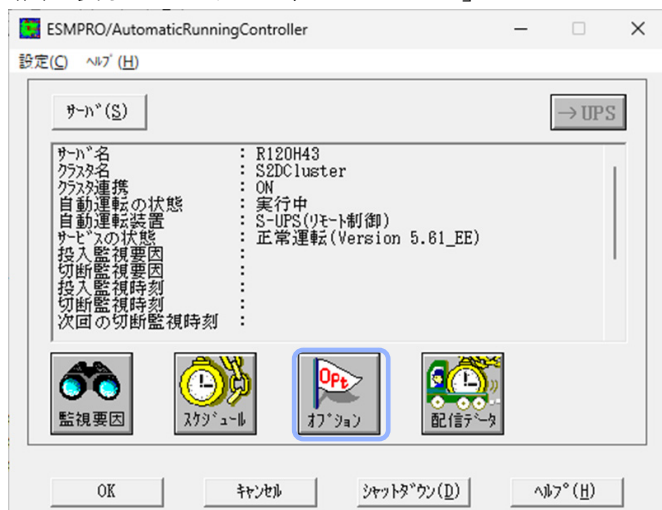 ESMPRO/AutomaticRunningController
設定(C) ヘルプ(H)
サーバ(S)
→UPS
サーバ名 : R120H43
クラスタ名 : S2DCluster
クラスタ連携 : ON
自動運転の状態 : 実行中
自動運転装置 : S-UPS(リモート制御)
サービスの状態 : 正常運転(Version 5.61_EE)
投入監視要因 :
切断監視要因 :
投入監視時刻 :
切断監視時刻 :
次回の切断監視時刻 :
OPt
監視要因 スケジュール オプション 配信データ
OK キャンセル シャットダウン(D) ヘルプ(H)